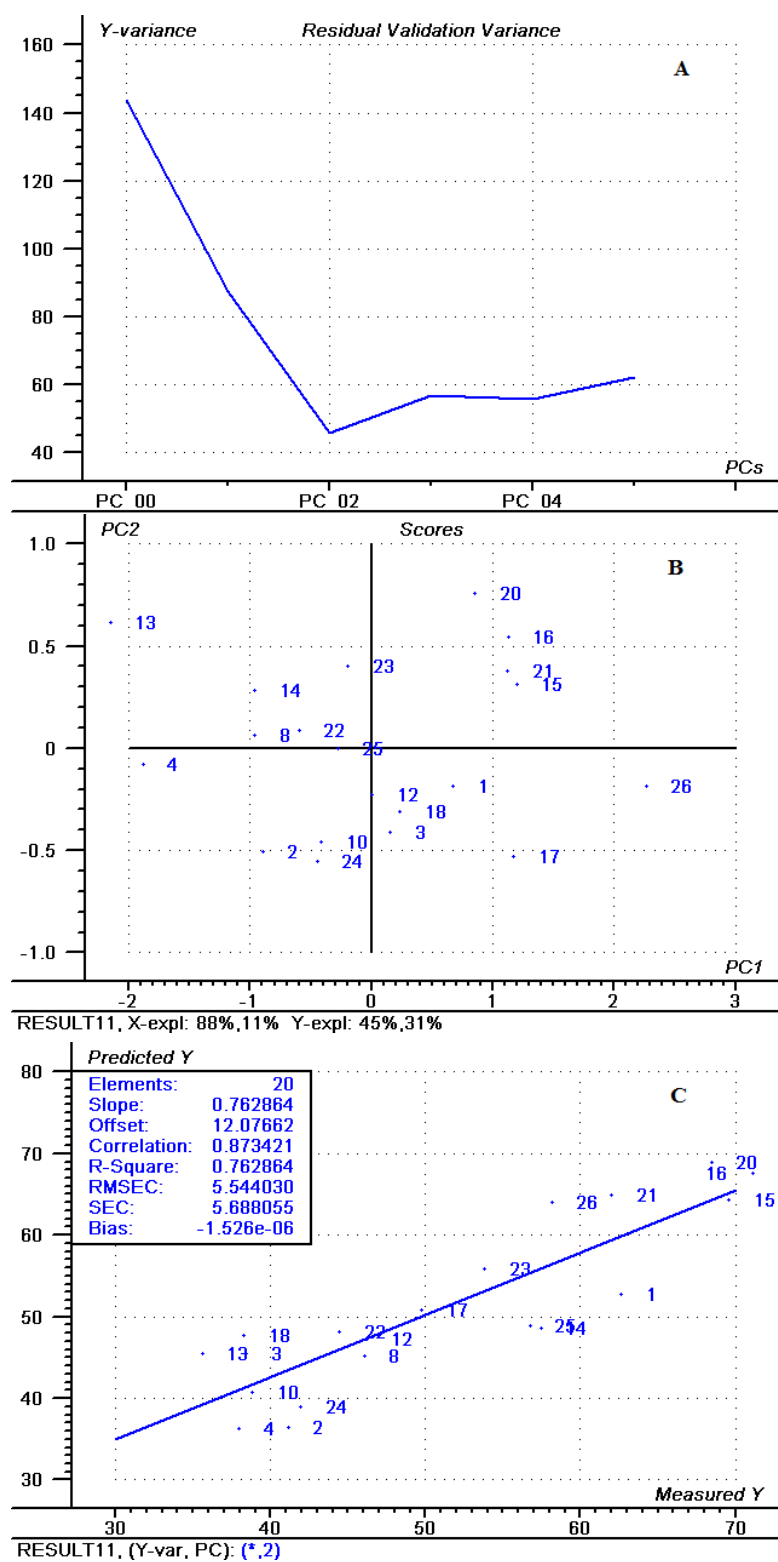 Y-variance Residual Validation Variance
A
160
140
120
100
80
60
40
PCs
PC_00 PC_02 PC_04
PC2 Scores
B
1.0
0.5
0
-0.5
-1.0
20
13
16
23
21
15
14
22
8
25
4
1
26
12
18
3
10
2
24
17
PC1
-2 -1 0 1 2 3
RESULT11, X-expl: 88%,11% Y-expl: 45%,31%
Predicted Y
C
80
70
60
50
40
30
Elements: 20
Slope: 0.762864
Offset: 12.07662
Correlation: 0.873421
R-Square: 0.762864
RMSEC: 5.544030
SEC: 5.688055
Bias: -1.526e-06
20
16
21
15
26
23
1
17
25
14
22
18
12
13
3
8
10
24
4
2
Measured Y
30 40 50 60 70
RESULT11, (Y-var, PC): (*,2)